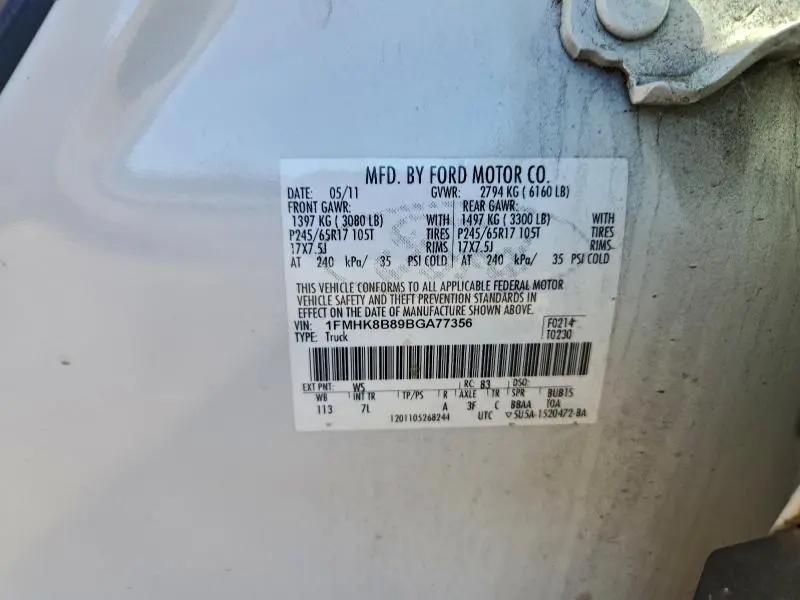 MFD. BY FORD MOTOR CO.
DATE: 05/11 GVWR: 2794 KG ( 6160 LB)
FRONT GAWR: REAR GAWR:
1397 KG ( 3080 LB) WITH 1497 KG ( 3300 LB) WITH
P245/65R17 105T TIRES P245/65R17 105T TIRES
17X7.5J RIMS 17X7.5J RIMS
AT 240 kPa/ 35 PSI COLD AT 240 kPa/ 35 PSI COLD
THIS VEHICLE CONFORMS TO ALL APPLICABLE FEDERAL MOTOR
VEHICLE SAFETY AND THEFT PREVENTION STANDARDS IN
EFFECT ON THE DATE OF MANUFACTURE SHOWN ABOVE.
VIN: 1FMHK8B89BGA77356 F0214
TYPE: Truck T0230
EXT PNT: WS RC: 83 DSO:
WB INT TR TP/PS R AXLE TR SPR BUBTS
113 7L A 3F C BBAA TOA
1201105268244 UTC 5U5A-1520472-BA